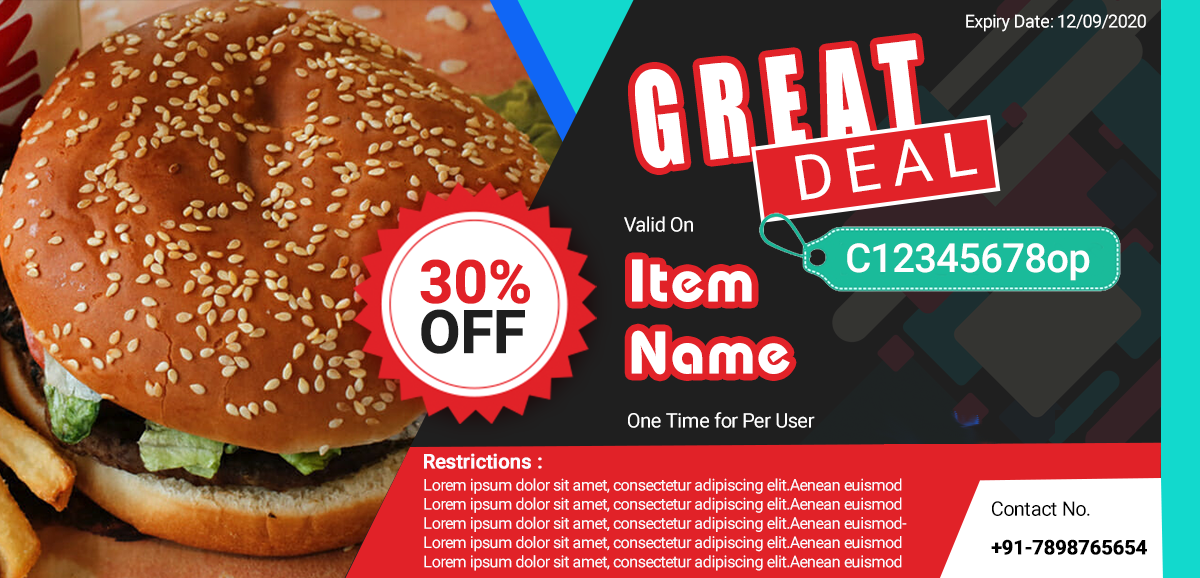 Expiry Date: 12/09/2020
GREAT
DEAL
Valid On
C12345678op
Item
Name
30%
OFF
One Time for Per User
Restrictions :
Lorem ipsum dolor sit amet, consectetur adipiscing elit.Aenean euismod
Lorem ipsum dolor sit amet, consectetur adipiscing elit.Aenean euismod
Lorem ipsum dolor sit amet, consectetur adipiscing elit.Aenean euismod-
Lorem ipsum dolor sit amet, consectetur adipiscing elit.Aenean euismod
Lorem ipsum dolor sit amet, consectetur adipiscing elit.Aenean euismod
Contact No.
+91-7898765654